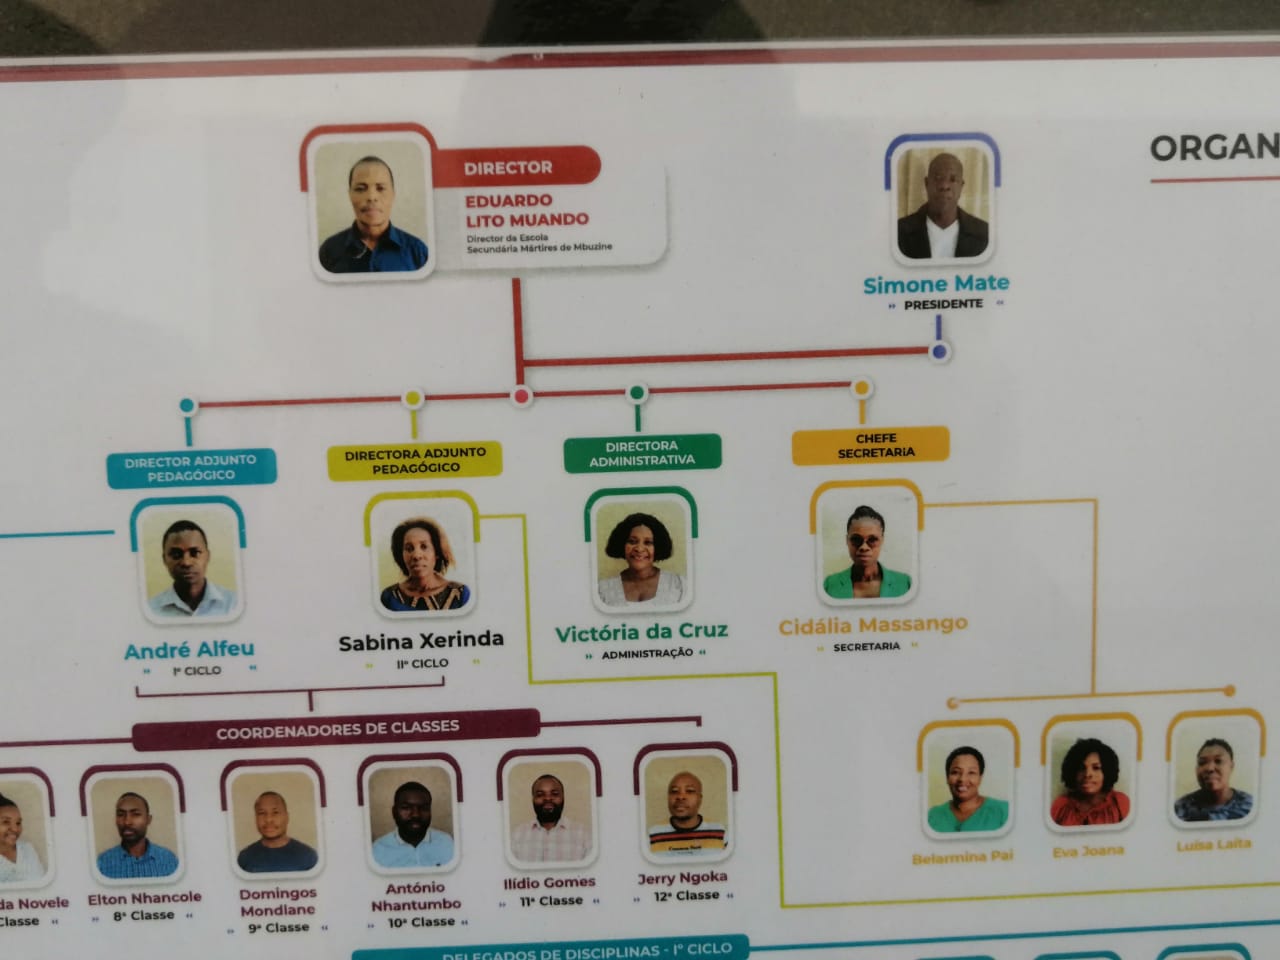 ORGAN
DIRECTOR
EDUARDO
LITO MUANDO
Director da Escola
Secundária Mártires de Mbuzine
Simone Mate
PRESIDENTE
DIRECTOR ADJUNTO
PEDAGÓGICO
DIRECTORA ADJUNTO
PEDAGÓGICO
DIRECTORA
ADMINISTRATIVA
CHEFE
SECRETARIA
André Alfeu
Iº CICLO
Sabina Xerinda
IIº CICLO
Victória da Cruz
ADMINISTRAÇÃO
Cidália Massango
SECRETARIA
COORDENADORES DE CLASSES
da Novele
Classe
Elton Nhancole
8ª Classe
Domingos
Mondlane
9ª Classe
António
Nhantumbo
10ª Classe
Ilídio Gomes
11ª Classe
Jerry Ngoka
12ª Classe
Belarmina Pai
Eva Joana
Luísa Laita
DELEGADOS DE DISCIPLINAS - Iº CICLO